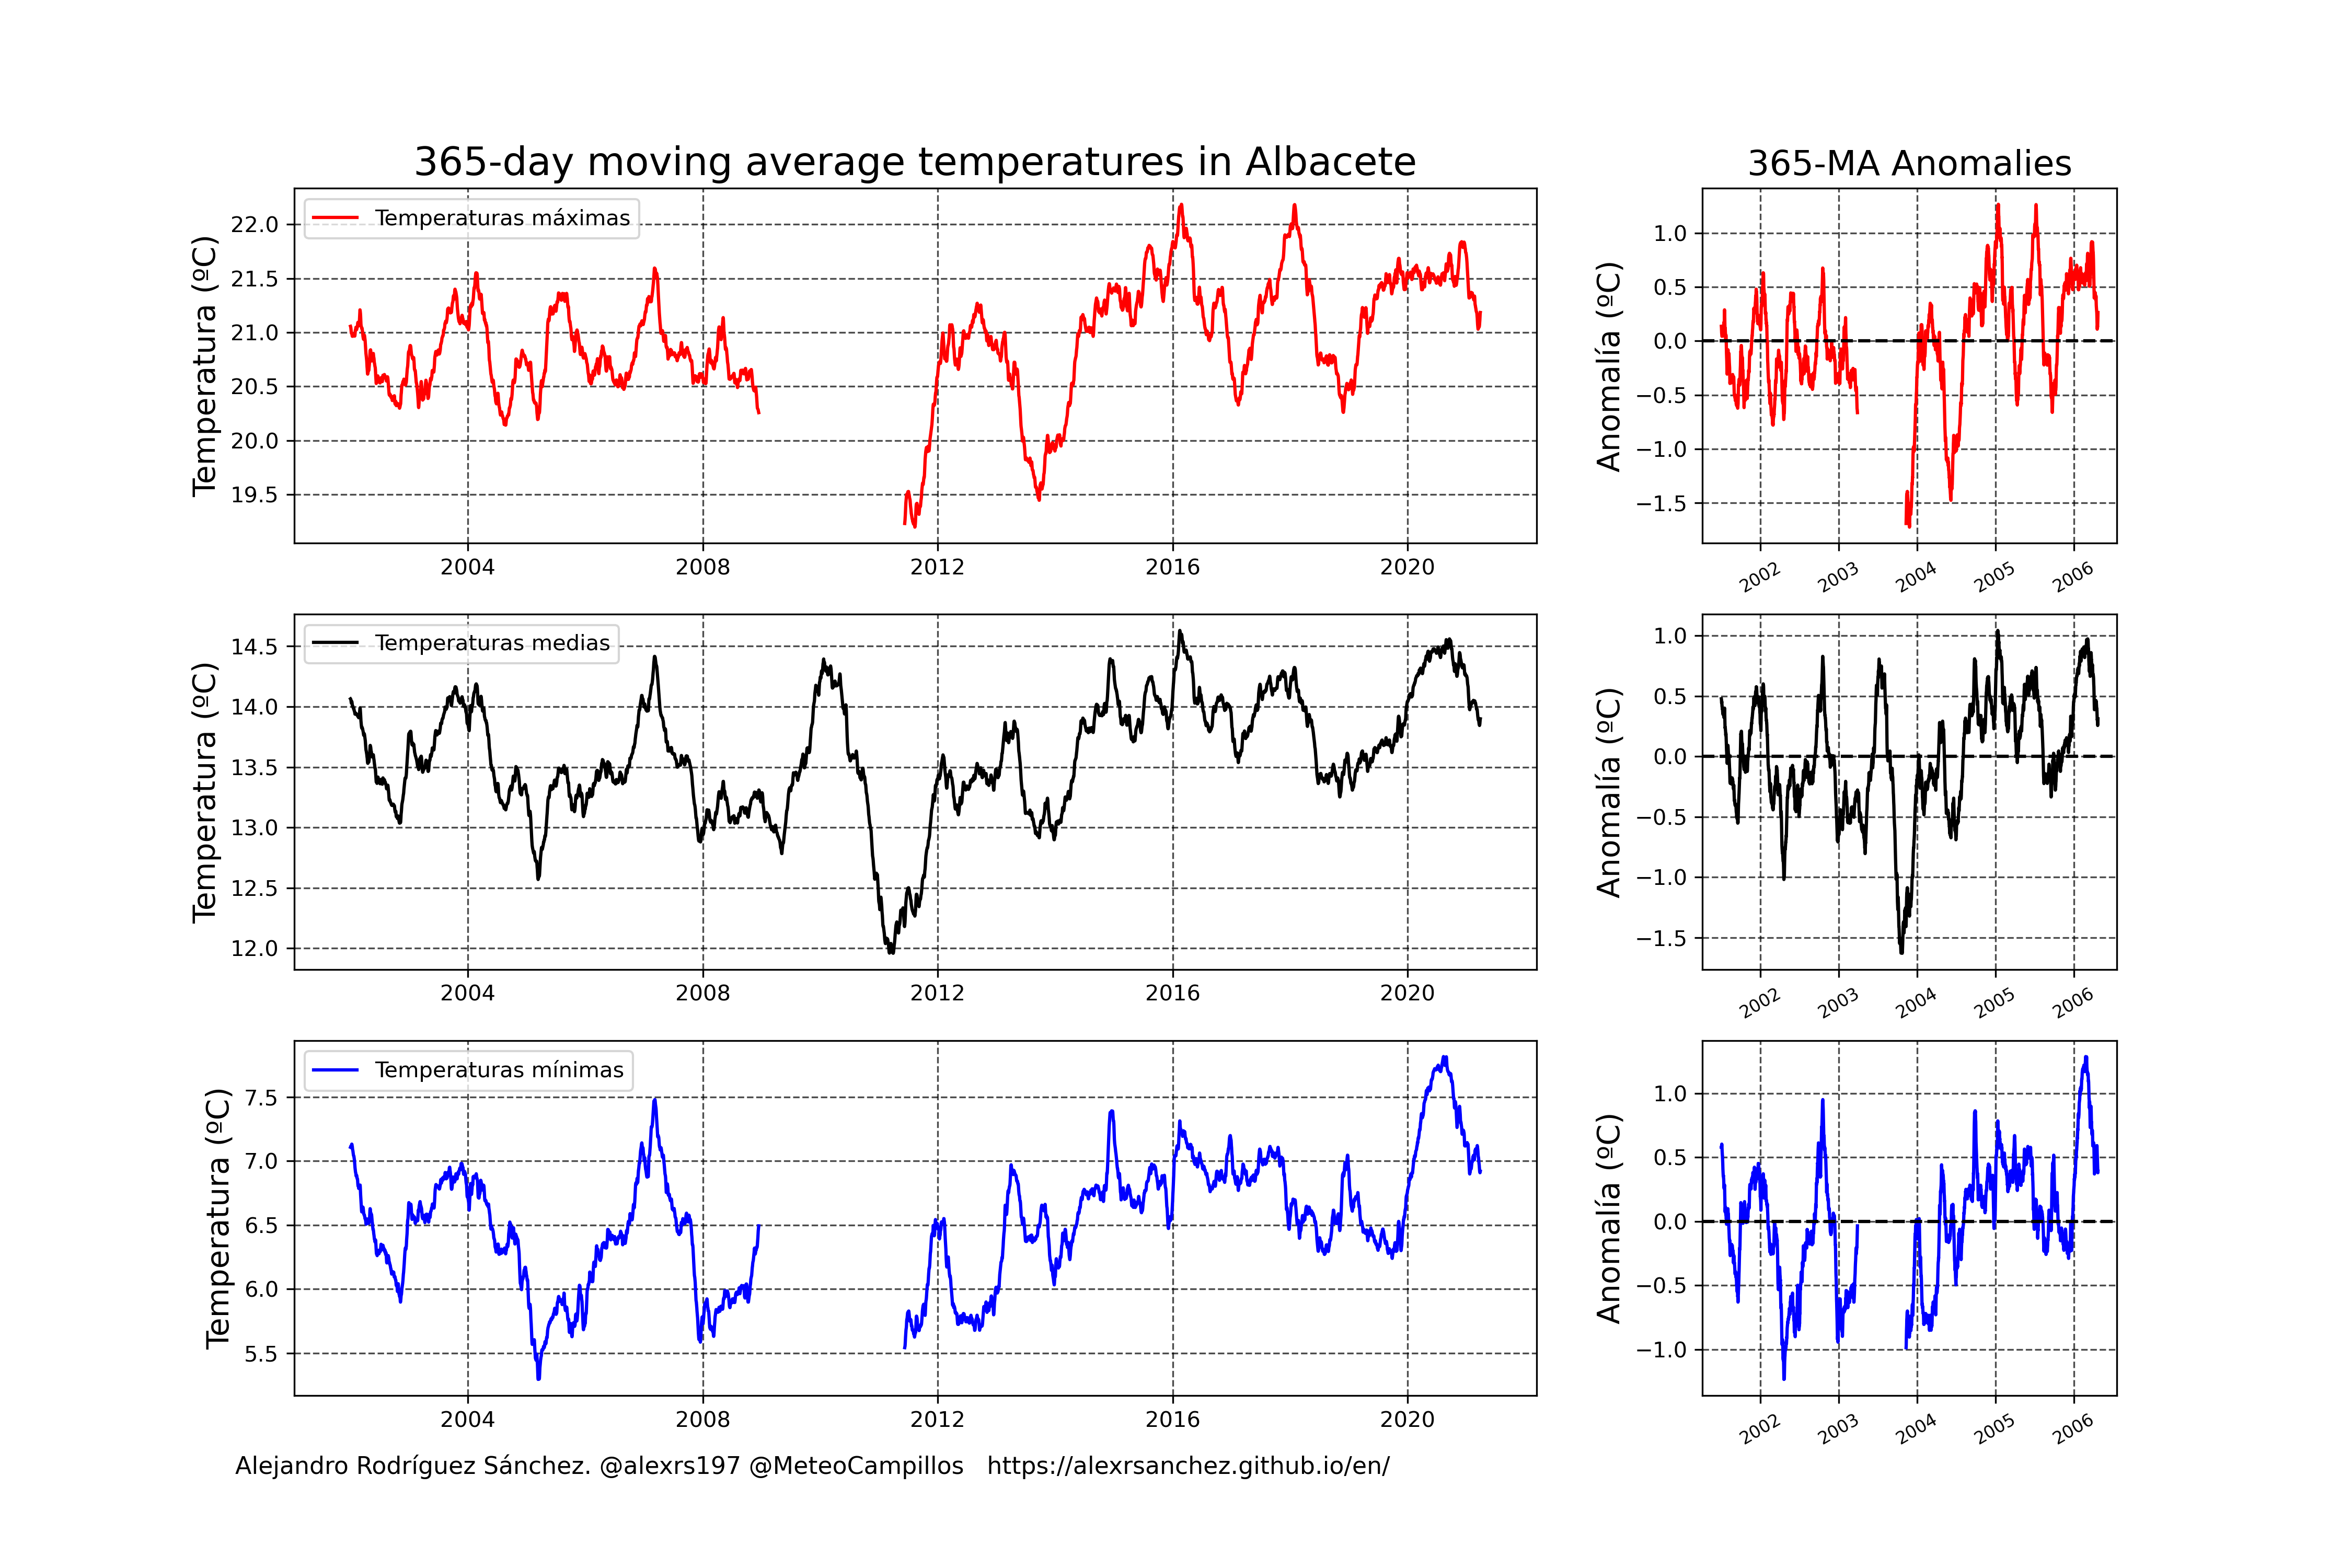 365-day moving average temperatures in Albacete
Temperatura (ºC)
22.0
21.5
21.0
20.5
20.0
19.5
Temperaturas máximas
2004 2008 2012 2016 2020
365-MA Anomalies
Anomalía (ºC)
1.0
0.5
0.0
−0.5
−1.0
−1.5
2002 2003 2004 2005 2006
Temperatura (ºC)
14.5
14.0
13.5
13.0
12.5
12.0
Temperaturas medias
2004 2008 2012 2016 2020
Anomalía (ºC)
1.0
0.5
0.0
−0.5
−1.0
−1.5
2002 2003 2004 2005 2006
Temperatura (ºC)
7.5
7.0
6.5
6.0
5.5
Temperaturas mínimas
2004 2008 2012 2016 2020
Anomalía (ºC)
1.0
0.5
0.0
−0.5
−1.0
2002 2003 2004 2005 2006
Alejandro Rodríguez Sánchez. @alexrs197 @MeteoCampillos https://alexrsanchez.github.io/en/